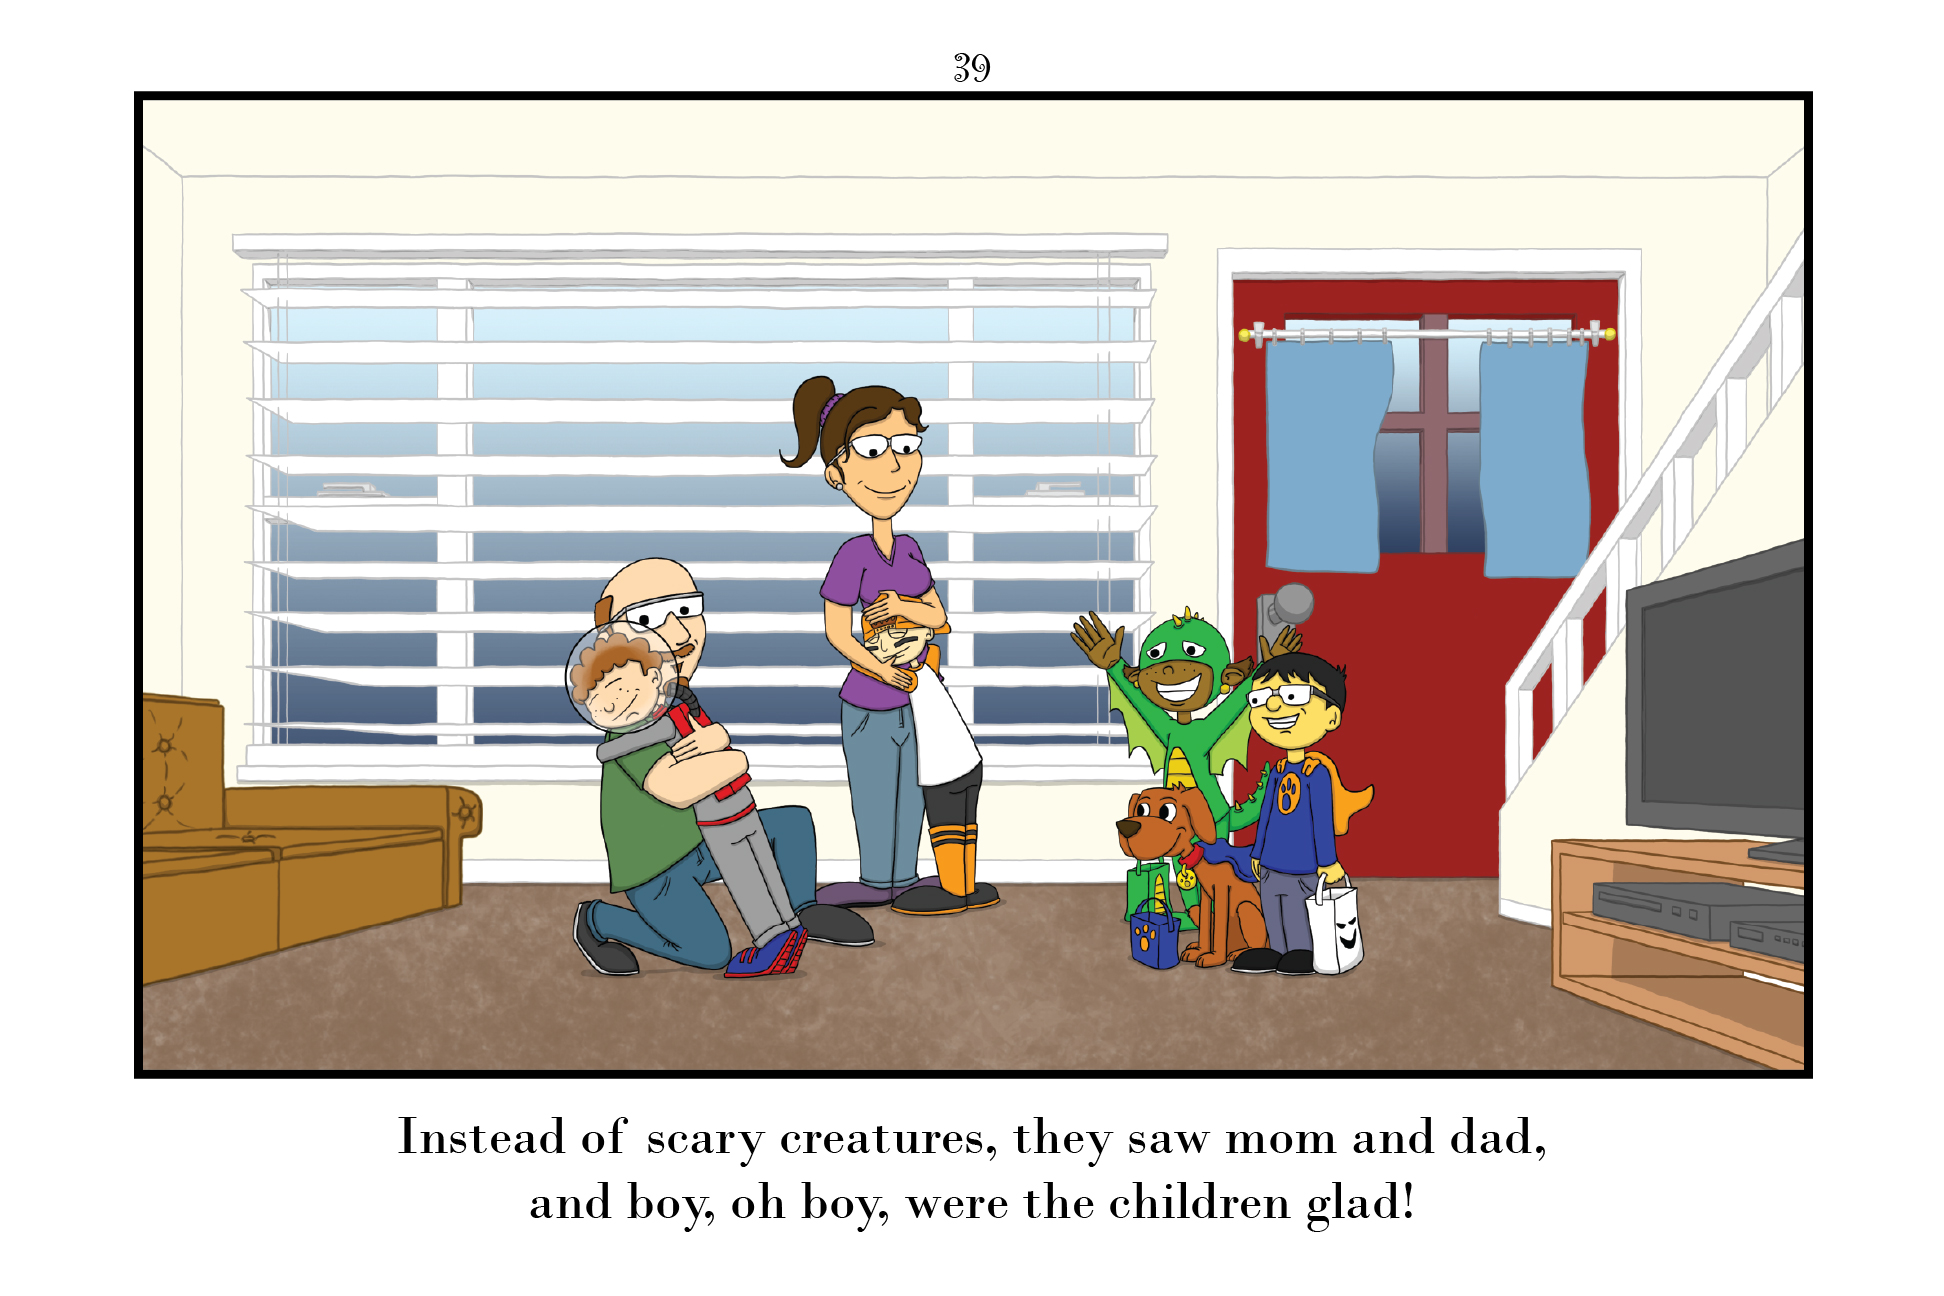 39
Instead of scary creatures, they saw mom and dad,
and boy, oh boy, were the children glad!